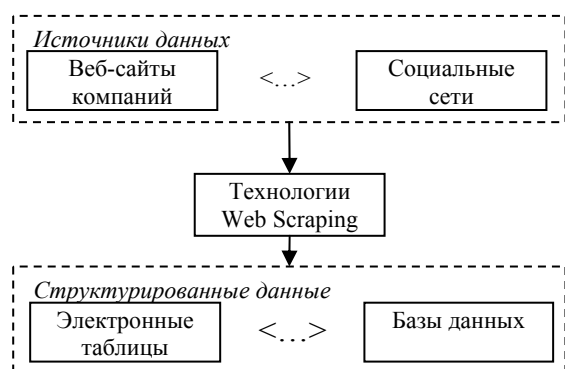 Источники данных
Веб-сайты
компаний
<…>
Социальные
сети
Технологии
Web Scraping
Структурированные данные
Электронные
таблицы
<…>
Базы данных